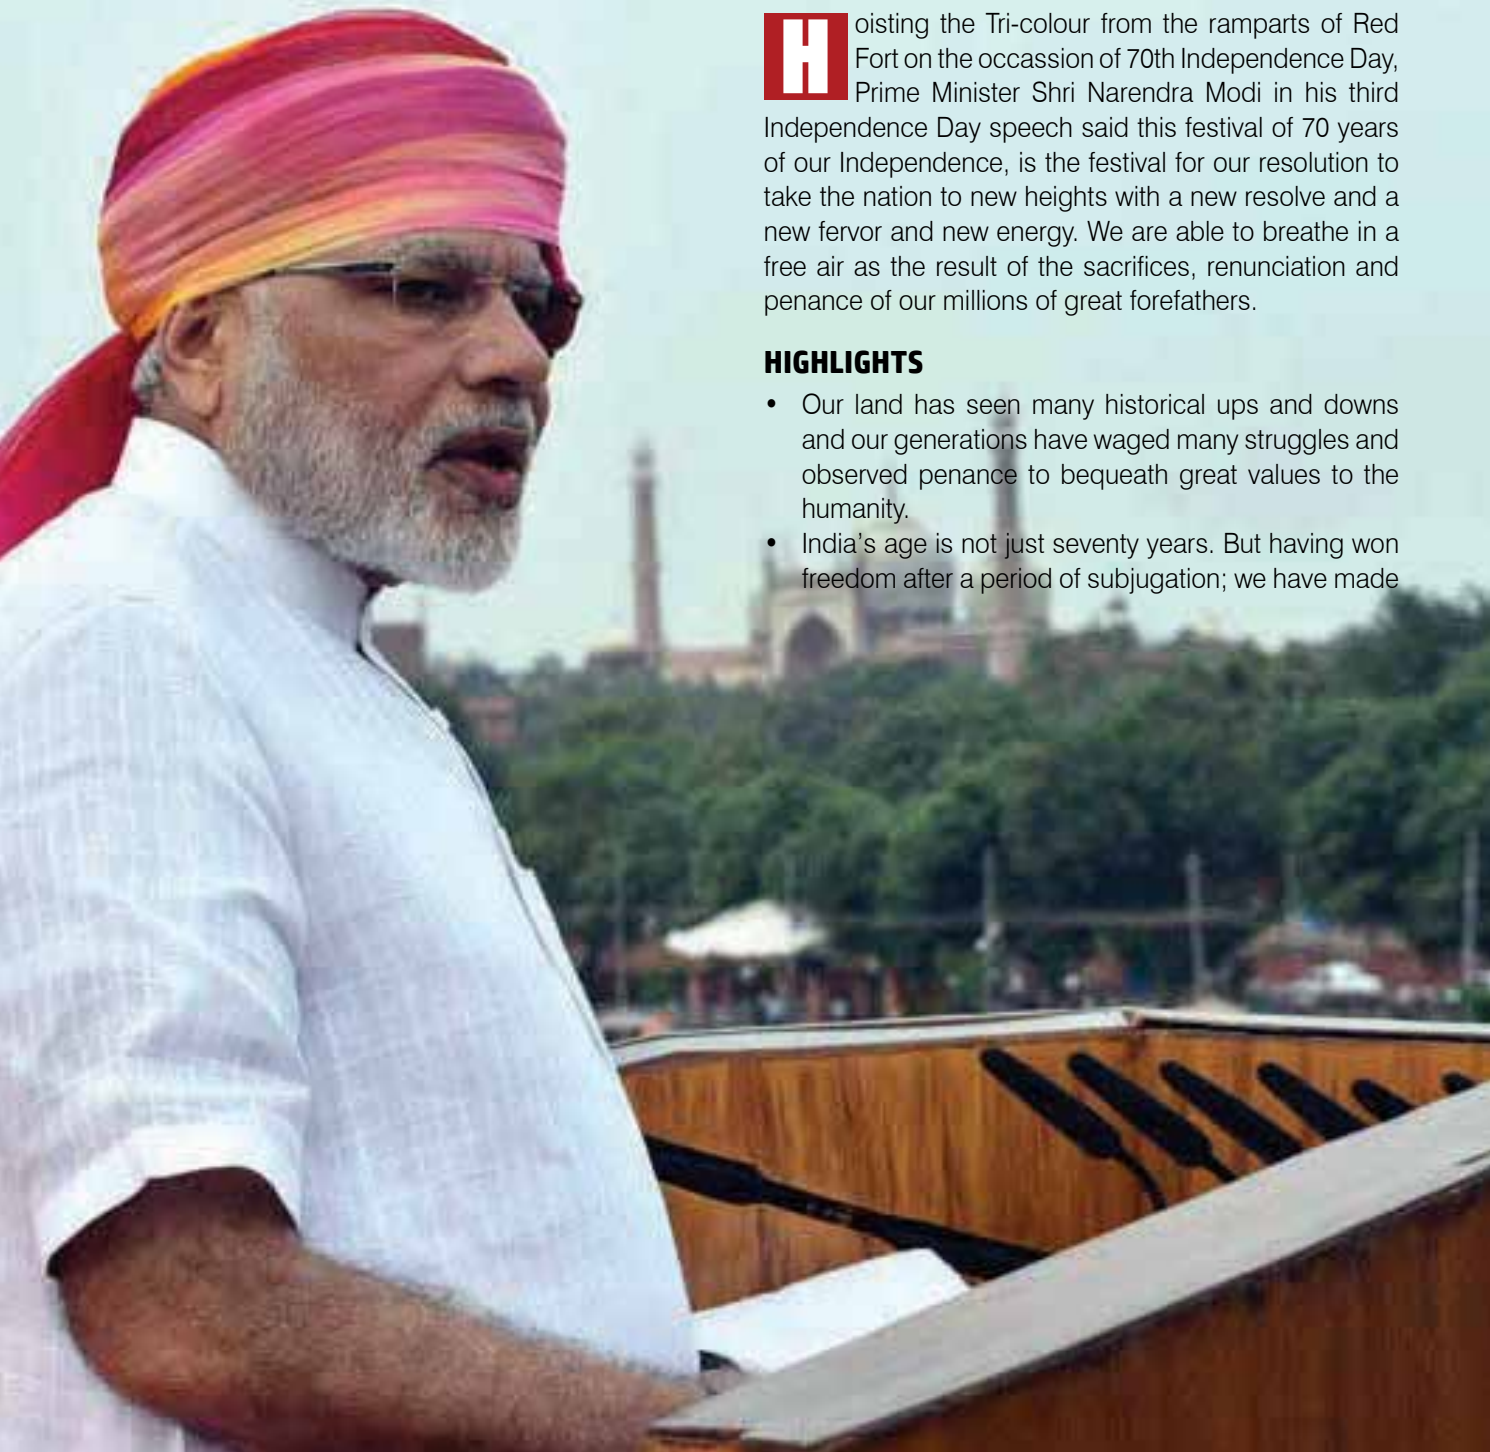 Hoisting the Tri-colour from the ramparts of Red
Fort on the occassion of 70th Independence Day,
Prime Minister Shri Narendra Modi in his third
Independence Day speech said this festival of 70 years
of our Independence, is the festival for our resolution to
take the nation to new heights with a new resolve and a
new fervor and new energy. We are able to breathe in a
free air as the result of the sacrifices, renunciation and
penance of our millions of great forefathers.
HIGHLIGHTS
• Our land has seen many historical ups and downs
and our generations have waged many struggles and
observed penance to bequeath great values to the
humanity.
• India's age is not just seventy years. But having won
freedom after a period of subjugation; we have made